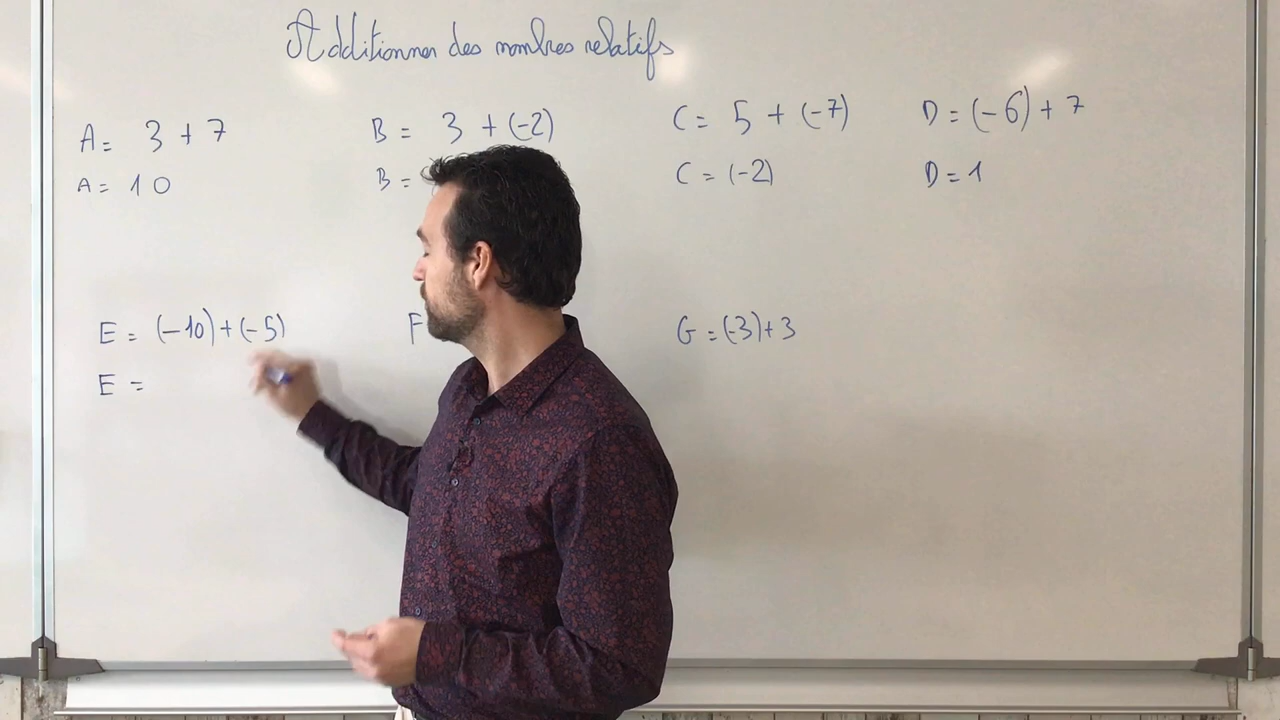 Additionner des nombres relatifs
A = 3 + 7
A = 10
B = 3 + (-2)
B =
C = 5 + (-7)
C = (-2)
D = (-6) + 7
D = 1
E = (-10) + (-5)
E =
F
G = (-3) + 3